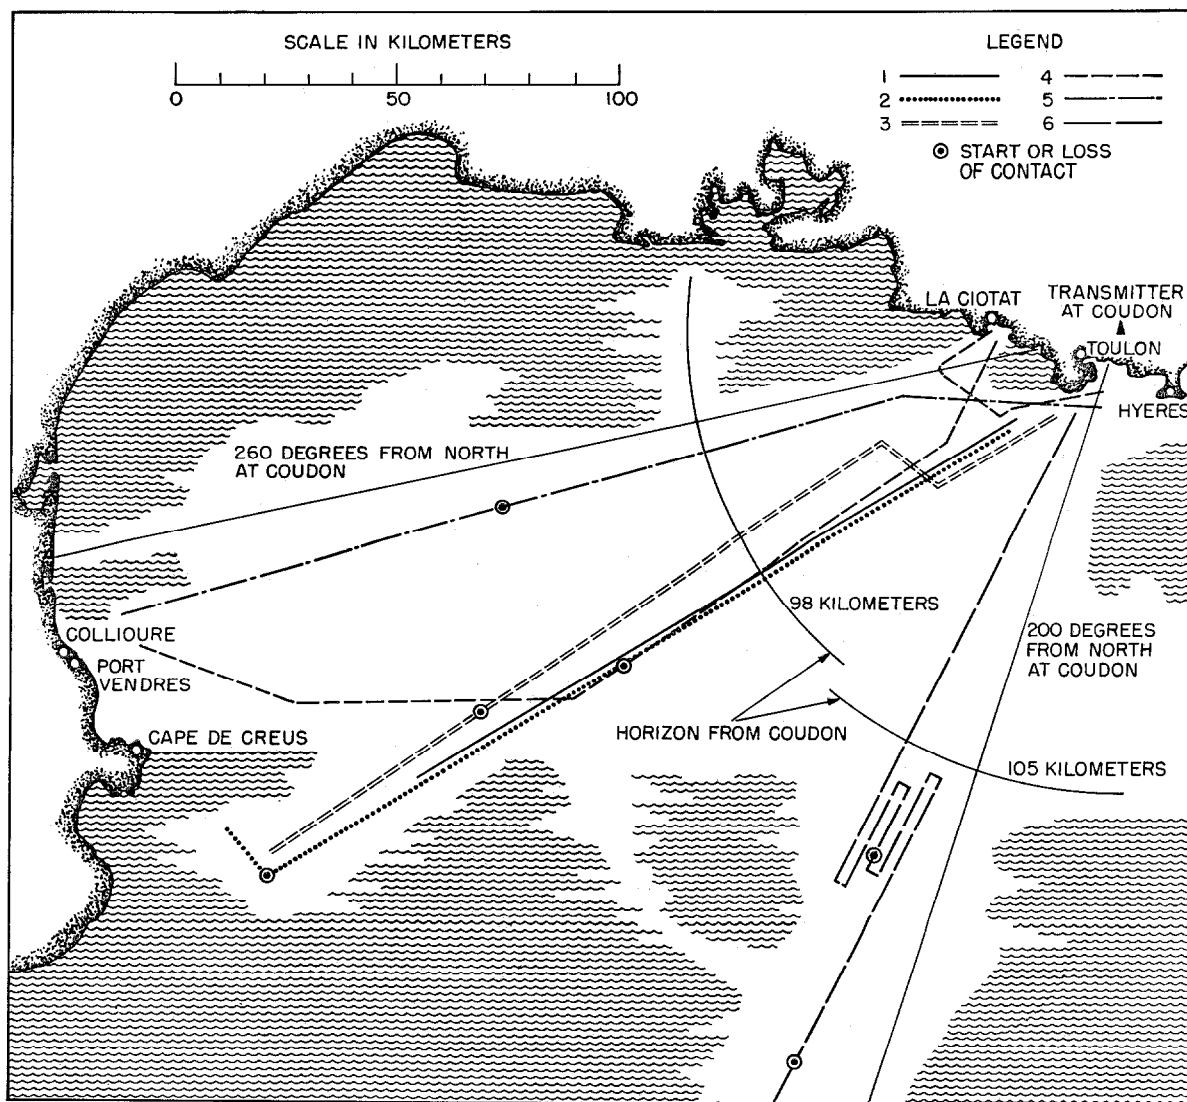 SCALE IN KILOMETERS
0 50 100
LEGEND
1 4
2 5
3 6
START OR LOSS
OF CONTACT
LA CIOTAT
TRANSMITTER
AT COUDON
TOULON
HYERES
260 DEGREES FROM NORTH
AT COUDON
98 KILOMETERS
200 DEGREES
FROM NORTH
AT COUDON
COLLIOURE
PORT
VENDRES
CAPE DE CREUS
HORIZON FROM COUDON
105 KILOMETERS